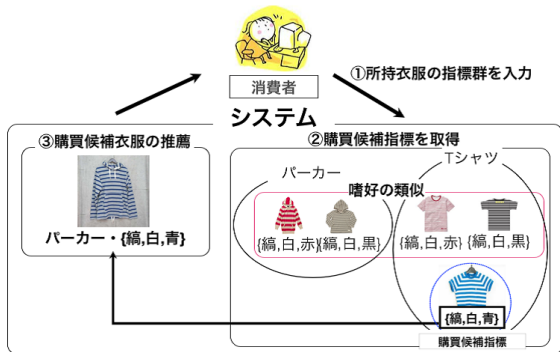 消費者
①所持衣服の指標群を入力
システム
③購買候補衣服の推薦
パーカー・{縞,白,青}
②購買候補指標を取得
パーカー
Tシャツ
嗜好の類似
{縞,白,赤}{縞,白,黒}
{縞,白,赤} {縞,白,黒}
{縞,白,青}
購買候補指標